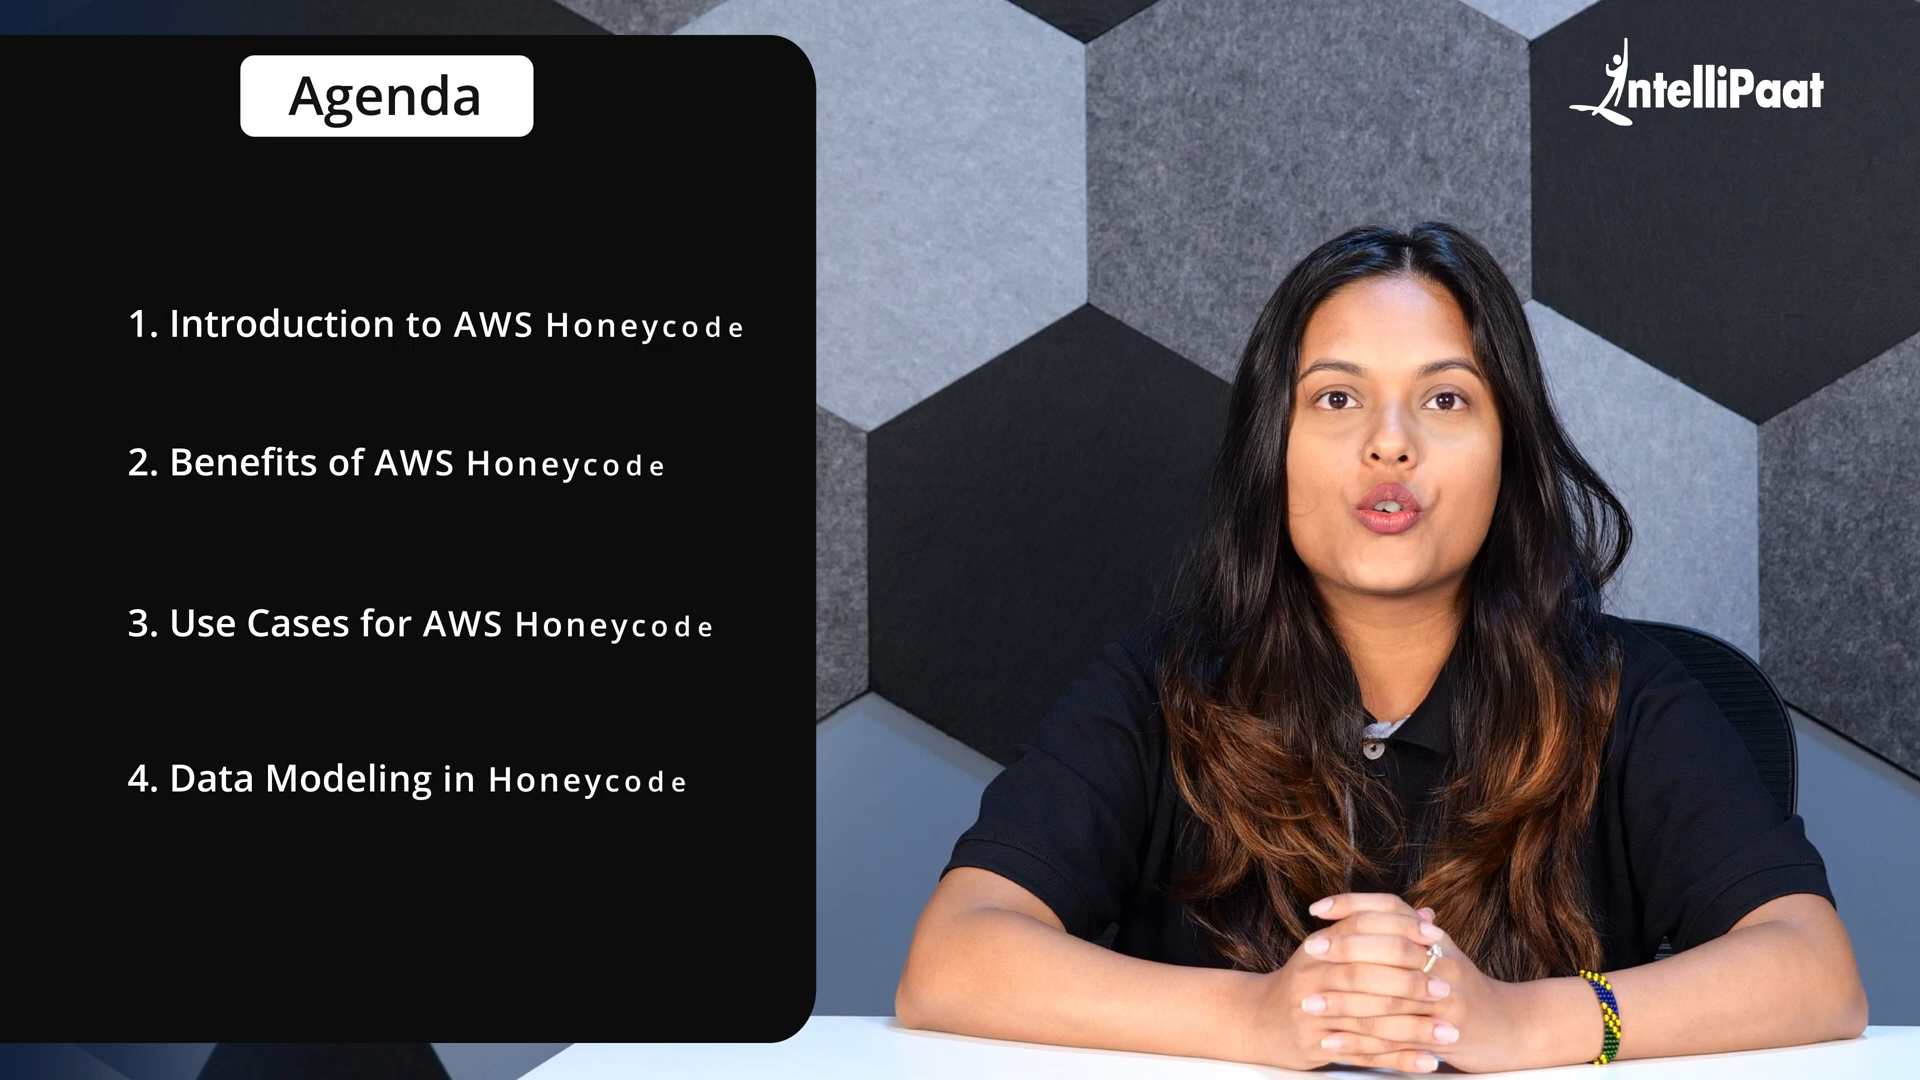 Agenda
IntelliPaat
1. Introduction to AWS Honeycode
2. Benefits of AWS Honeycode
3. Use Cases for AWS Honeycode
4. Data Modeling in Honeycode